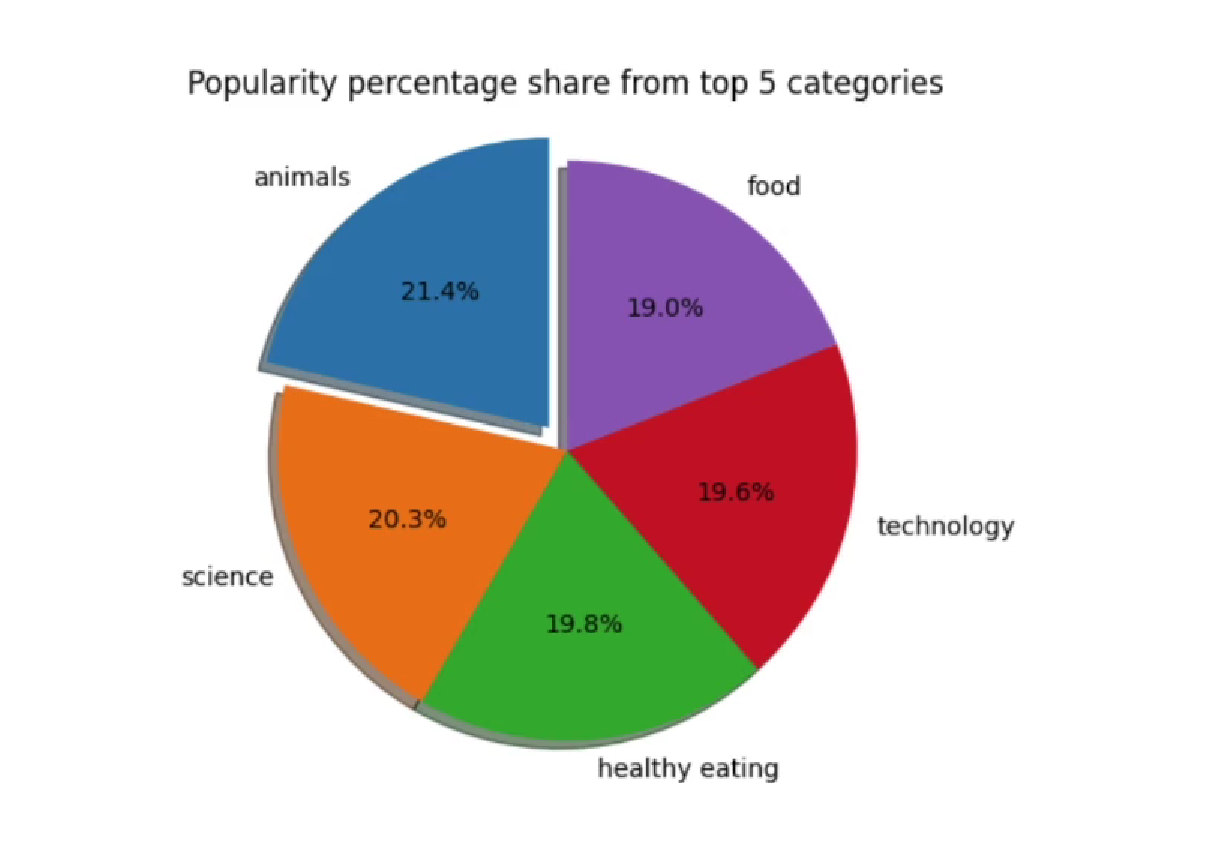 Popularity percentage share from top 5 categories
animals
food
21.4%
19.0%
19.6%
20.3%
technology
science
19.8%
healthy eating